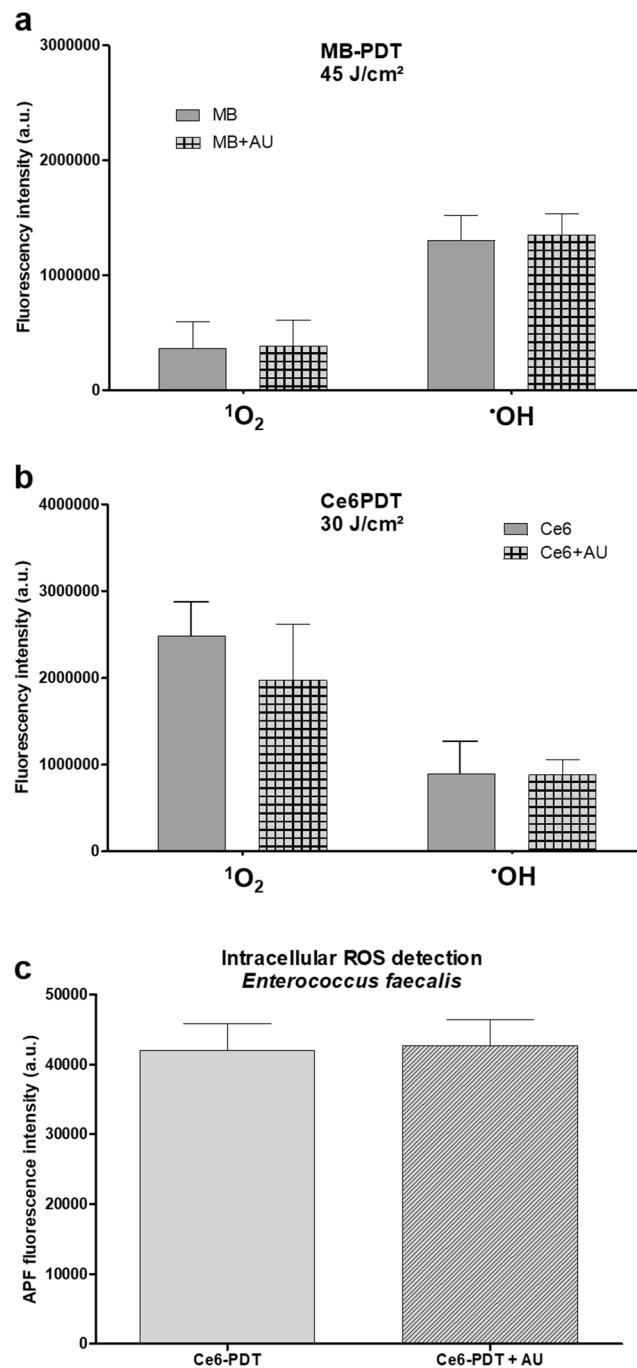 a
MB-PDT
45 J/cm²
Fluorescency intensity (a.u.)
3000000
2000000
1000000
0
MB
MB+AU
¹O₂
•OH
b
Ce6PDT
30 J/cm²
Fluorescency intensity (a.u.)
4000000
3000000
2000000
1000000
0
Ce6
Ce6+AU
¹O₂
•OH
c
Intracellular ROS detection
Enterococcus faecalis
APF fluorescence intensity (a.u.)
50000
40000
30000
20000
10000
0
Ce6-PDT
Ce6-PDT + AU